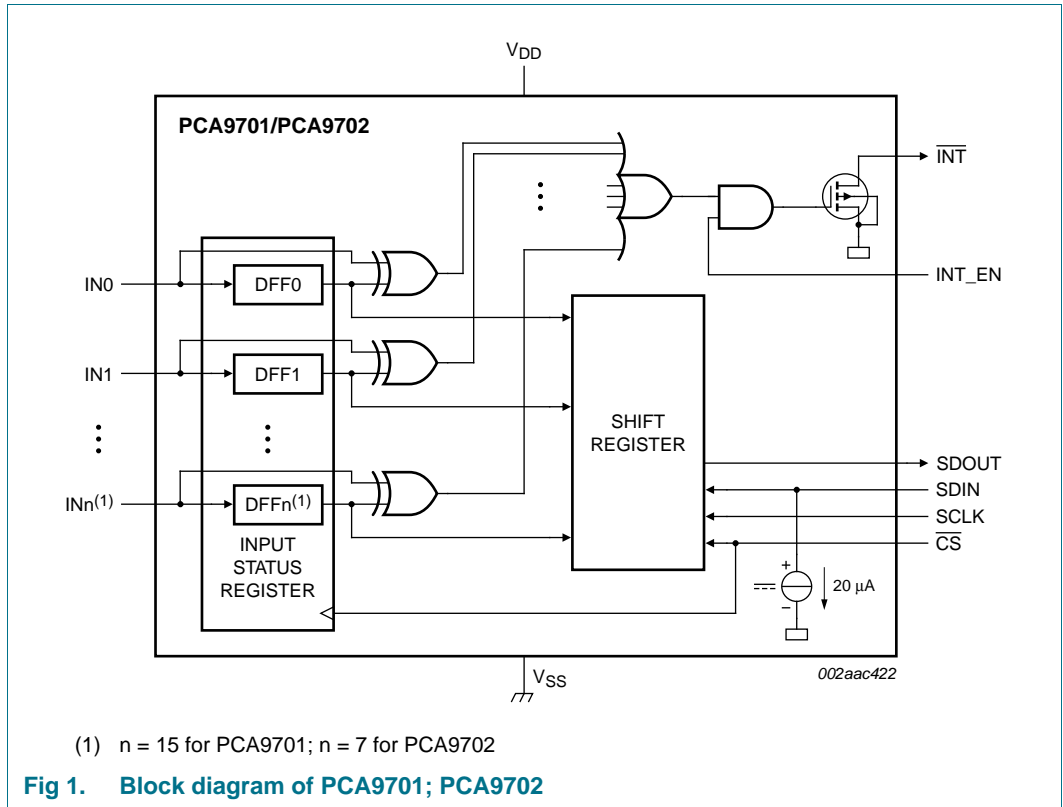 VDD
PCA9701/PCA9702
INT
INT_EN
IN0
DFF0
IN1
DFF1
SHIFT
REGISTER
SDOUT
SDIN
SCLK
CS
INn(1)
DFFn(1)
INPUT
STATUS
REGISTER
+
20 μA
−
VSS
002aac422
(1) n = 15 for PCA9701; n = 7 for PCA9702
Fig 1. Block diagram of PCA9701; PCA9702